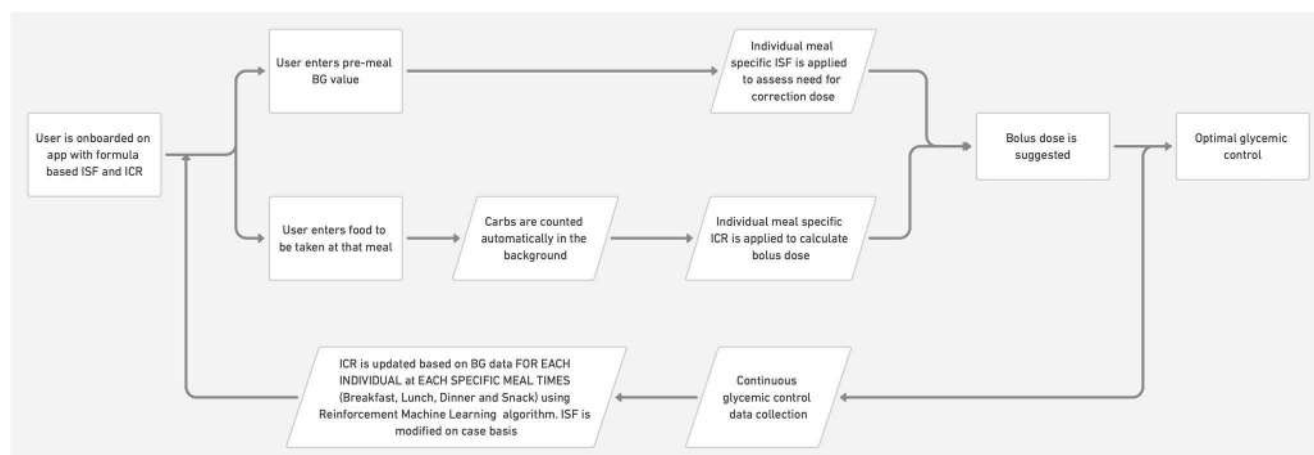 User enters pre-meal
BG value
Individual meal
specific ISF is applied
to assess need for
correction dose
User is onboarded on
app with formula
based ISF and ICR
Bolus dose is
suggested
Optimal glycemic
control
User enters food to
be taken at that meal
Carbs are counted
automatically in the
background
Individual meal specific
ICR is applied to calculate
bolus dose
ICR is updated based on BG data FOR EACH
INDIVIDUAL at EACH SPECIFIC MEAL TIMES
(Breakfast, Lunch, Dinner and Snack) using
Reinforcement Machine Learning algorithm. ISF is
modified on case basis
Continuous
glycemic control
data collection